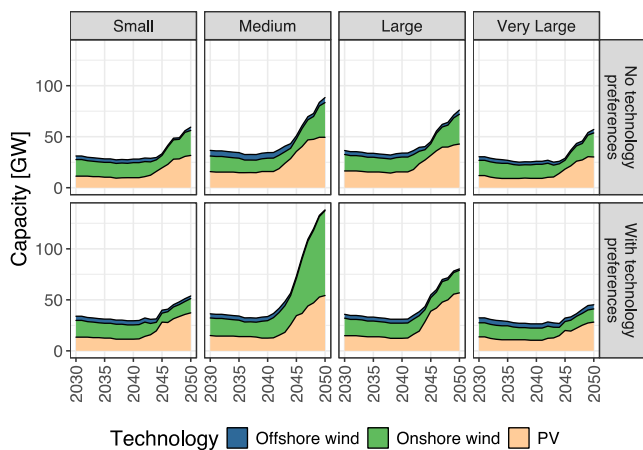 Small Medium Large Very Large
Capacity [GW]
100
50
0
No technology
preferences
100
50
0
With technology
preferences
2030 2035 2040 2045 2050 2030 2035 2040 2045 2050 2030 2035 2040 2045 2050 2030 2035 2040 2045 2050
Technology Offshore wind Onshore wind PV